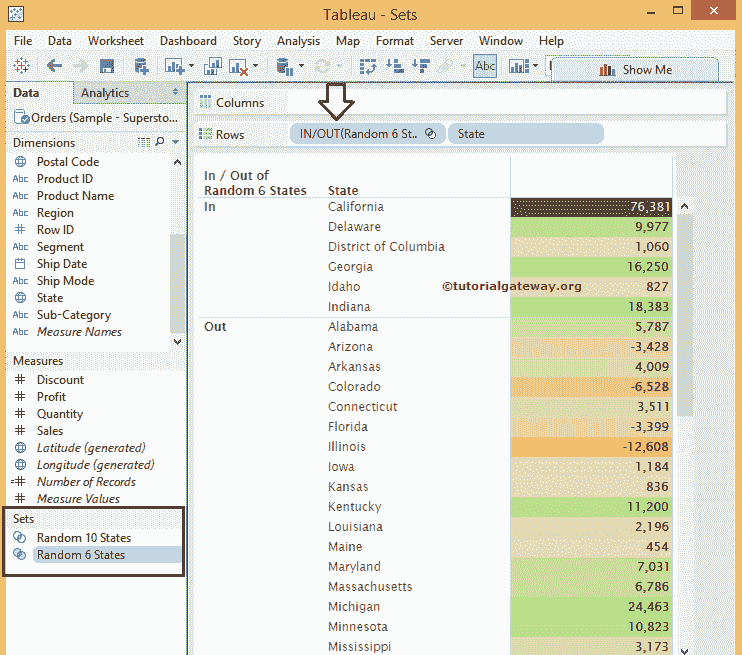 Tableau - Sets
File Data Worksheet Dashboard Story Analysis Map Format Server Window Help
Abc
Show Me
Data Analytics
Orders (Sample - Supersto...
Dimensions
Postal Code
Abc Product ID
Abc Product Name
Abc Region
Row ID
Abc Segment
Ship Date
Abc Ship Mode
State
Abc Sub-Category
Abc Measure Names
Measures
# Discount
# Profit
# Quantity
# Sales
Latitude (generated)
Longitude (generated)
=# Number of Records
# Measure Values
Sets
Random 10 States
Random 6 States
Columns
Rows IN/OUT(Random 6 St.. State
In / Out of
Random 6 States State
In California 76,381
Delaware 9,977
District of Columbia 1,060
Georgia 16,250
Idaho 827
©tutorialgateway.org
Indiana 18,383
Out Alabama 5,787
Arizona -3,428
Arkansas 4,009
Colorado -6,528
Connecticut 3,511
Florida -3,399
Illinois -12,608
Iowa 1,184
Kansas 836
Kentucky 11,200
Louisiana 2,196
Maine 454
Maryland 7,031
Massachusetts 6,786
Michigan 24,463
Minnesota 10,823
Mississippi 3,173